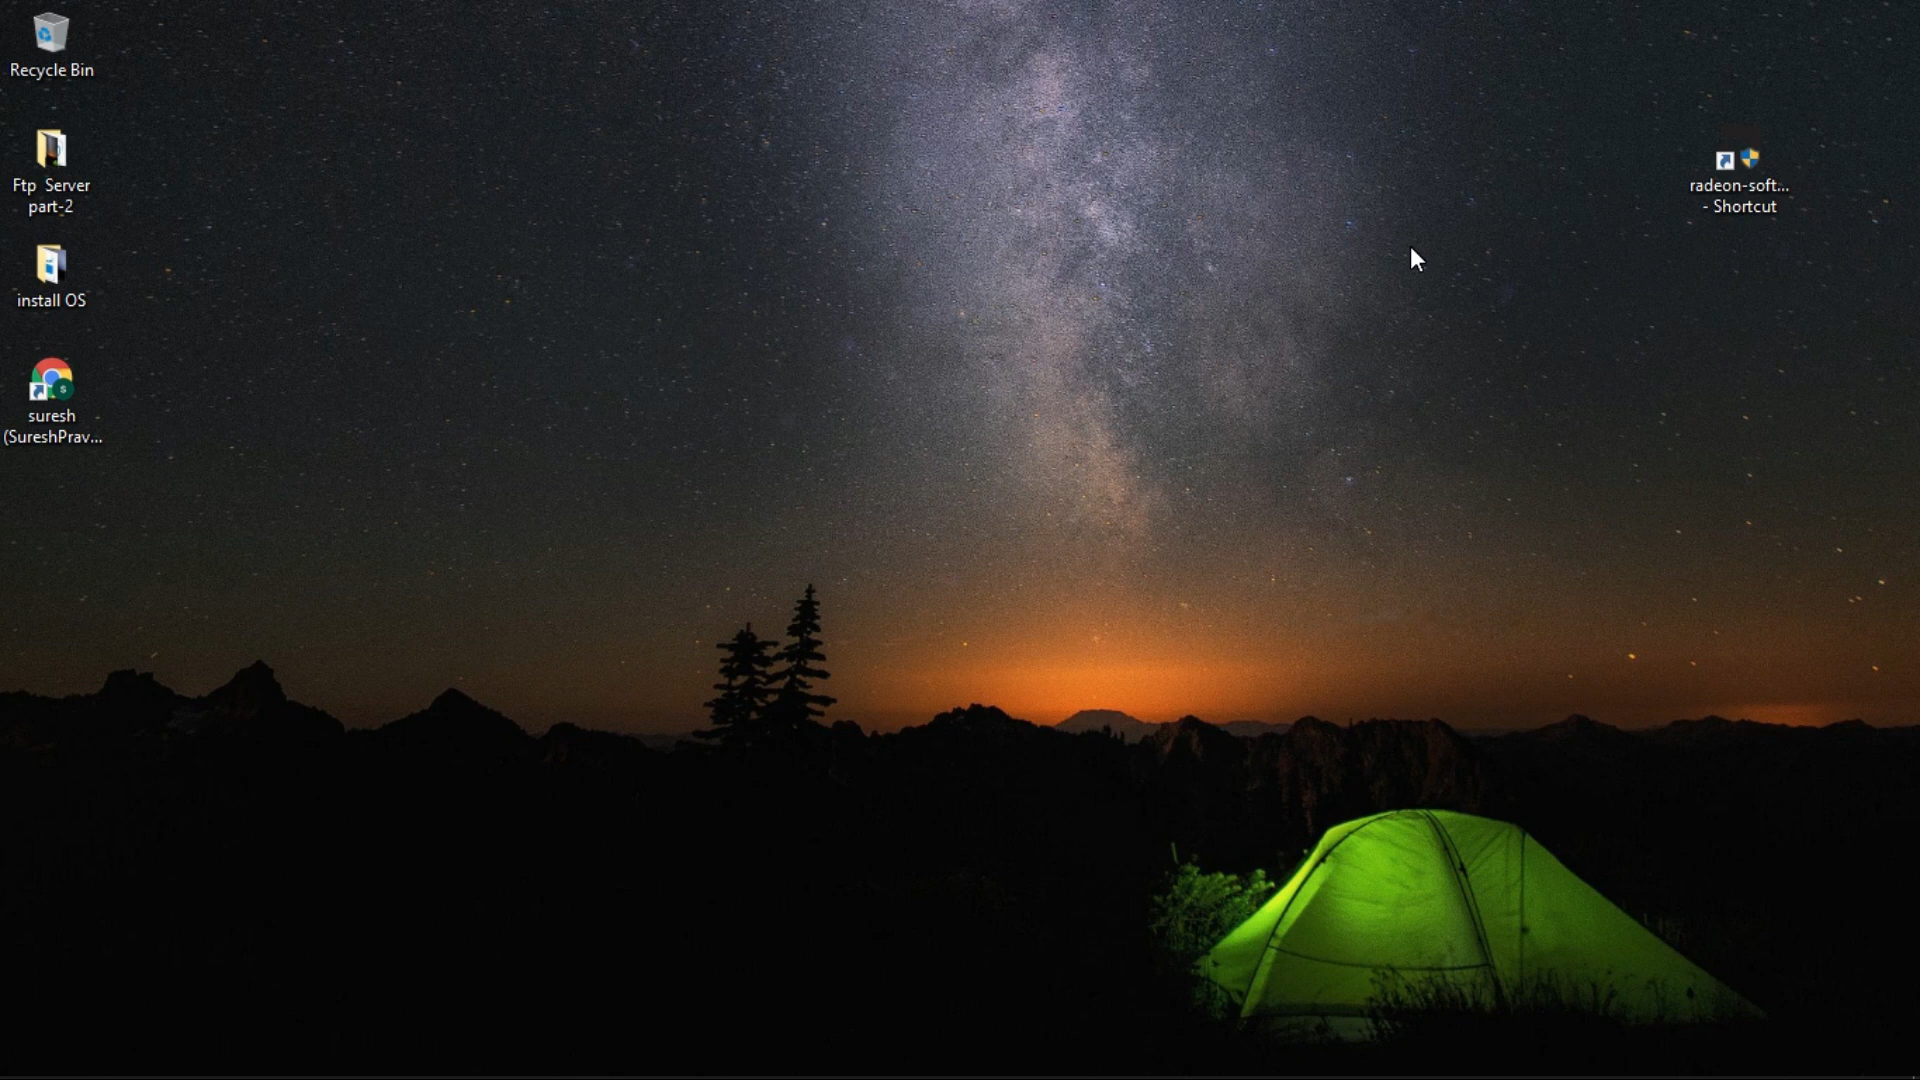 Recycle Bin
Ftp Server
part-2
install OS
suresh
(SureshPrav...
radeon-soft...
- Shortcut